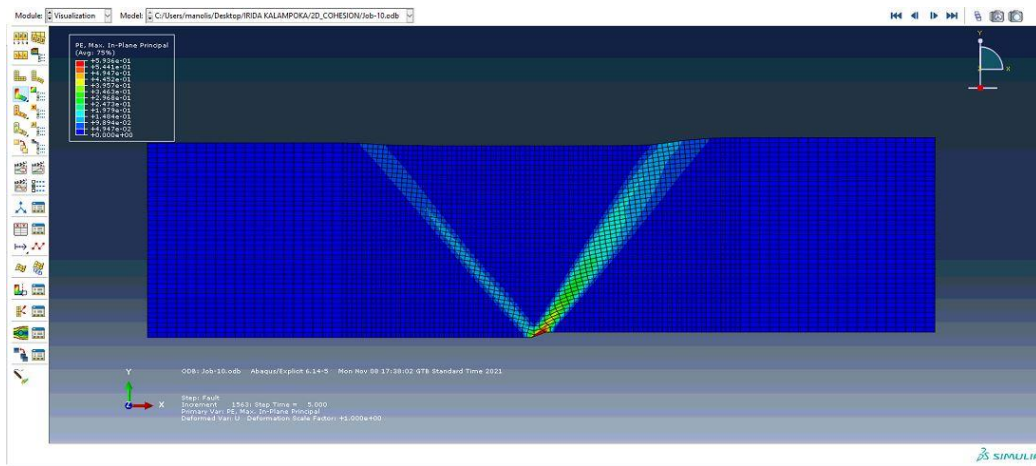 Module: Visualization Model: C:/Users/manolis/Desktop/IRIDA KALAMPOKA/2D_COHESION/Job-10.odb
PE, Max. In-Plane Principal
(Avg: 75%)
+5.936e-01
+5.441e-01
+4.947e-01
+4.452e-01
+3.957e-01
+3.463e-01
+2.968e-01
+2.473e-01
+1.979e-01
+1.484e-01
+9.894e-02
+4.947e-02
+0.000e+00
Y
X
Y
X
ODB: Job-10.odb Abaqus/Explicit 6.14-5 Mon Nov 08 17:38:02 GTB Standard Time 2021
Step: Fault
Increment 1563: Step Time = 5.000
Primary Var: PE, Max. In-Plane Principal
Deformed Var: U Deformation Scale Factor: +1.000e+00
SIMULIA